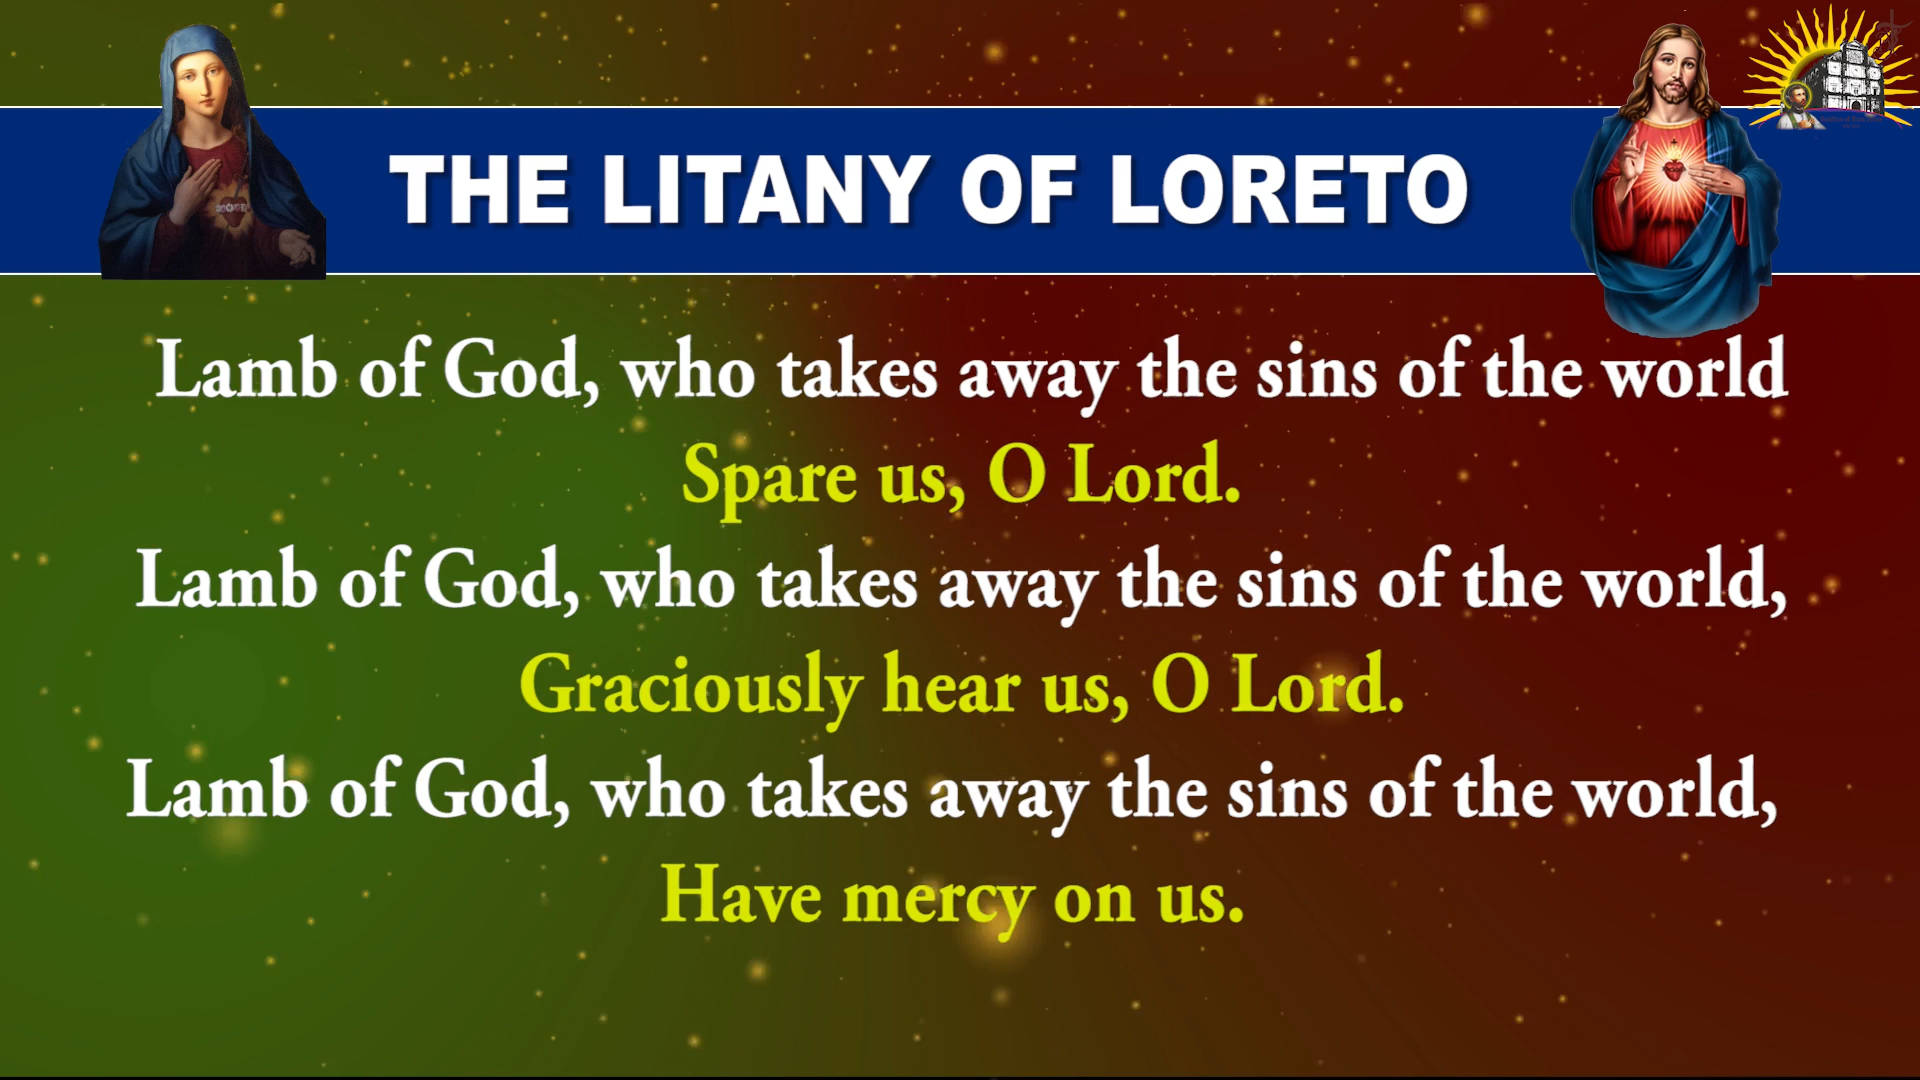 THE LITANY OF LORETO
Lamb of God, who takes away the sins of the world
Spare us, O Lord.
Lamb of God, who takes away the sins of the world,
Graciously hear us, O Lord.
Lamb of God, who takes away the sins of the world,
Have mercy on us.